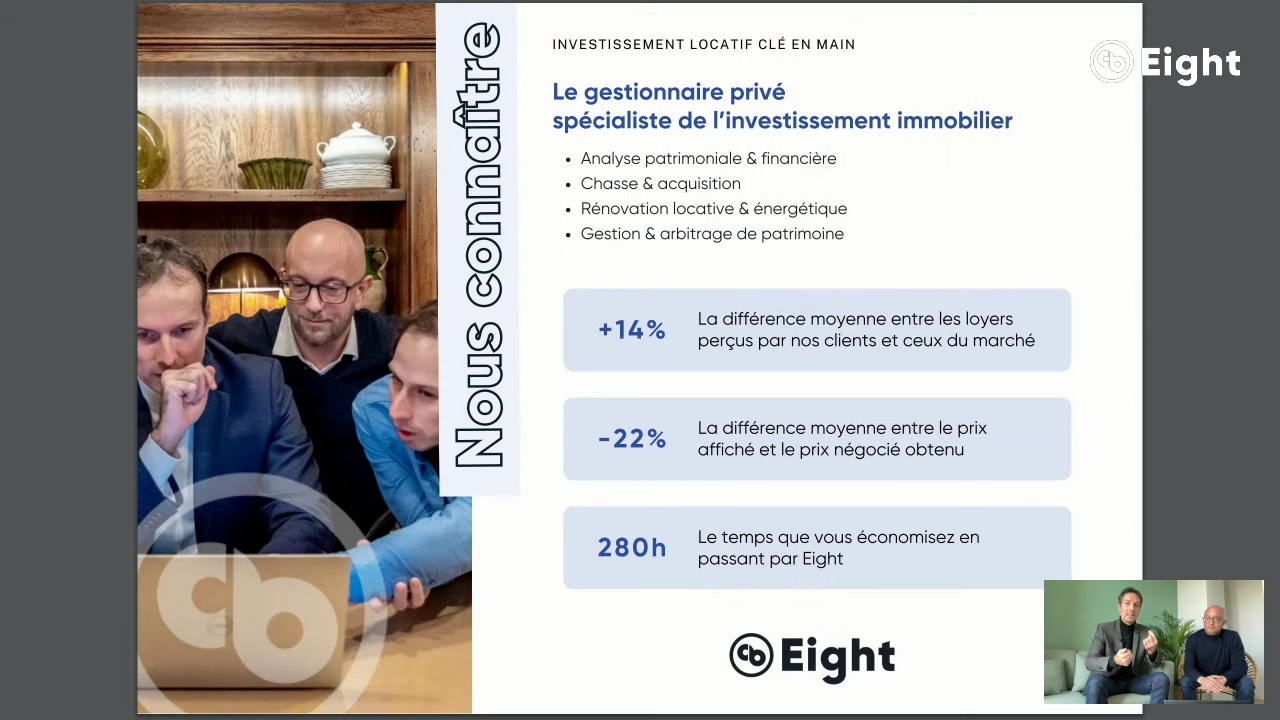 Nous connaître
INVESTISSEMENT LOCATIF CLÉ EN MAIN
Eight
Le gestionnaire privé
spécialiste de l’investissement immobilier
• Analyse patrimoniale & financière
• Chasse & acquisition
• Rénovation locative & énergétique
• Gestion & arbitrage de patrimoine
+14%
La différence moyenne entre les loyers
perçus par nos clients et ceux du marché
-22%
La différence moyenne entre le prix
affiché et le prix négocié obtenu
280h
Le temps que vous économisez en
passant par Eight
Eight